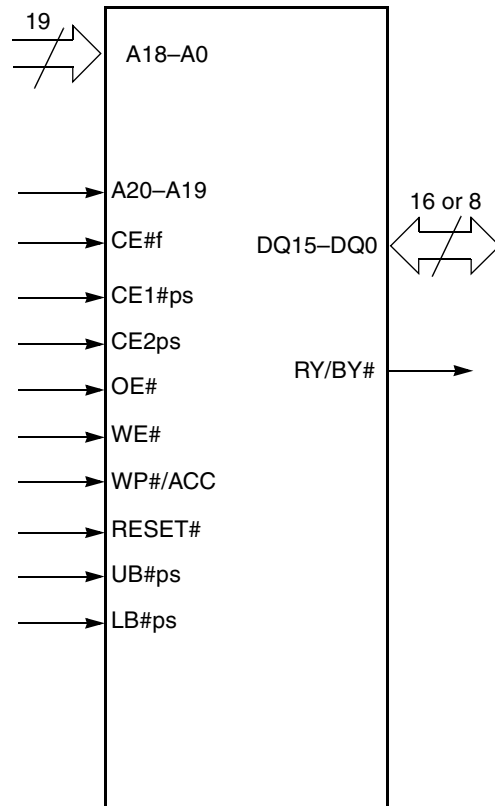 19
A18–A0
A20–A19
CE#f
CE1#ps
CE2ps
OE#
WE#
WP#/ACC
RESET#
UB#ps
LB#ps
16 or 8
DQ15–DQ0
RY/BY#